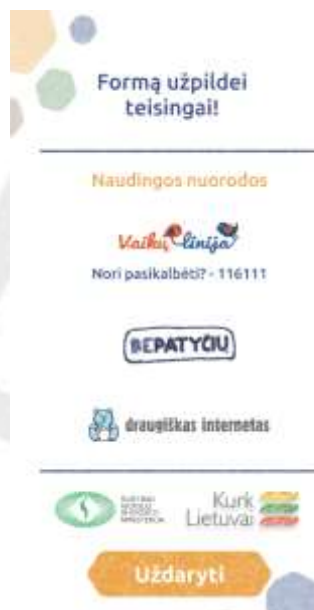 Formą užpildei
teisingai!
Naudingos nuorodos
Vaikų linija
Nori pasikalbėti? - 116111
BEPATYČIŲ
draugiškas internetas
Kurk
Lietuvai
Uždaryti